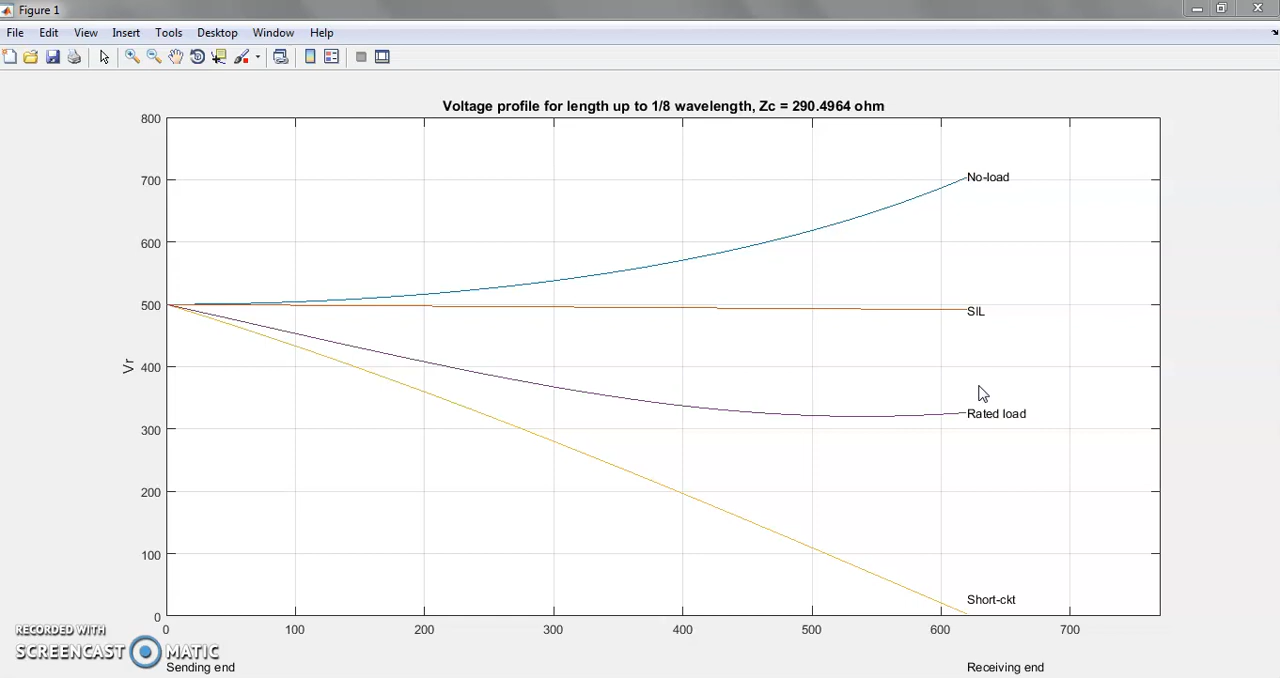 Figure 1
File Edit View Insert Tools Desktop Window Help
Voltage profile for length up to 1/8 wavelength, Zc = 290.4964 ohm
800
700
600
500
400
300
200
100
0
Vr
No-load
SIL
Rated load
Short-ckt
0 100 200 300 400 500 600 700
Sending end
Receiving end
RECORDED WITH
SCREENCAST MATIC